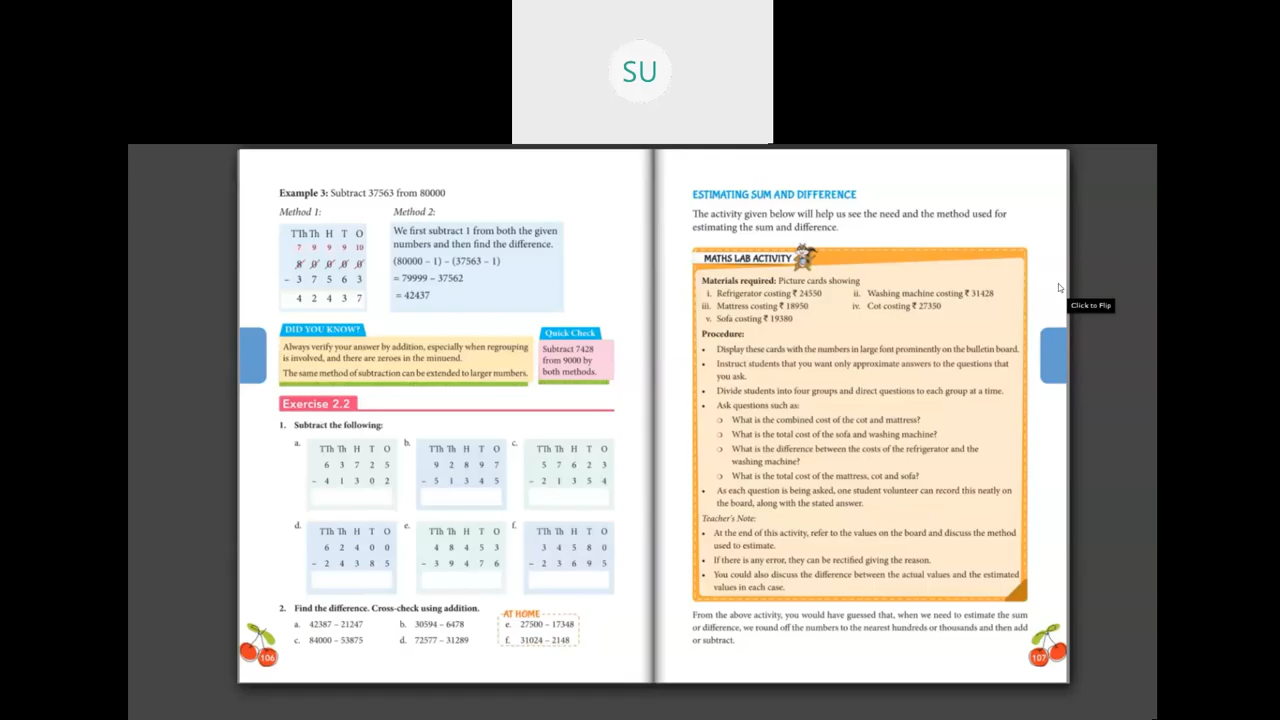 SU
Example 3: Subtract 37563 from 80000
Method 1:
TTh Th H T O
7 9 9 9 10
8 0 0 0 0
– 3 7 5 6 3
4 2 4 3 7
Method 2:
We first subtract 1 from both the given
numbers and then find the difference.
(80000 – 1) – (37563 – 1)
= 79999 – 37562
= 42437
DID YOU KNOW?
Always verify your answer by addition, especially when regrouping
is involved, and there are zeroes in the minuend.
The same method of subtraction can be extended to larger numbers.
Quick Check
Subtract 7428
from 9000 by
both methods.
Exercise 2.2
1. Subtract the following:
a. TTh Th H T O
6 3 7 2 5
– 4 1 3 0 2
b. TTh Th H T O
9 2 8 9 7
– 5 1 3 4 5
c. TTh Th H T O
5 7 6 2 3
– 2 1 3 5 4
d. TTh Th H T O
6 2 4 0 0
– 2 4 3 8 5
e. TTh Th H T O
4 8 4 5 3
– 3 9 4 7 6
f. TTh Th H T O
3 4 5 8 0
– 2 3 6 9 5
2. Find the difference. Cross-check using addition.
a. 42387 – 21247 b. 30594 – 6478
c. 84000 – 53875 d. 72577 – 31289
AT HOME
e. 27500 – 17348
f. 31024 – 2148
106
ESTIMATING SUM AND DIFFERENCE
The activity given below will help us see the need and the method used for
estimating the sum and difference.
MATHS LAB ACTIVITY
Materials required: Picture cards showing
i. Refrigerator costing ₹ 24550 ii. Washing machine costing ₹ 31428
iii. Mattress costing ₹ 18950 iv. Cot costing ₹ 27350
v. Sofa costing ₹ 19380
Procedure:
• Display these cards with the numbers in large font prominently on the bulletin board.
• Instruct students that you want only approximate answers to the questions that
you ask.
• Divide students into four groups and direct questions to each group at a time.
• Ask questions such as:
❍ What is the combined cost of the cot and mattress?
❍ What is the total cost of the sofa and washing machine?
❍ What is the difference between the costs of the refrigerator and the
washing machine?
❍ What is the total cost of the mattress, cot and sofa?
• As each question is being asked, one student volunteer can record this neatly on
the board, along with the stated answer.
Teacher's Note:
• At the end of this activity, refer to the values on the board and discuss the method
used to estimate.
• If there is any error, they can be rectified giving the reason.
• You could also discuss the difference between the actual values and the estimated
values in each case.
From the above activity, you would have guessed that, when we need to estimate the sum
or difference, we round off the numbers to the nearest hundreds or thousands and then add
or subtract.
107
Click to Flip